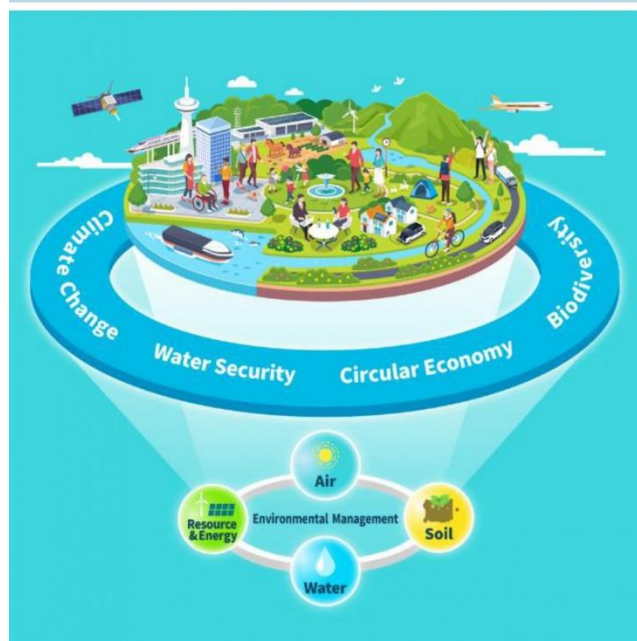 Climate Change
Water Security
Circular Economy
Biodiversity
Air
Resource
& Energy
Environmental Management
Soil
Water